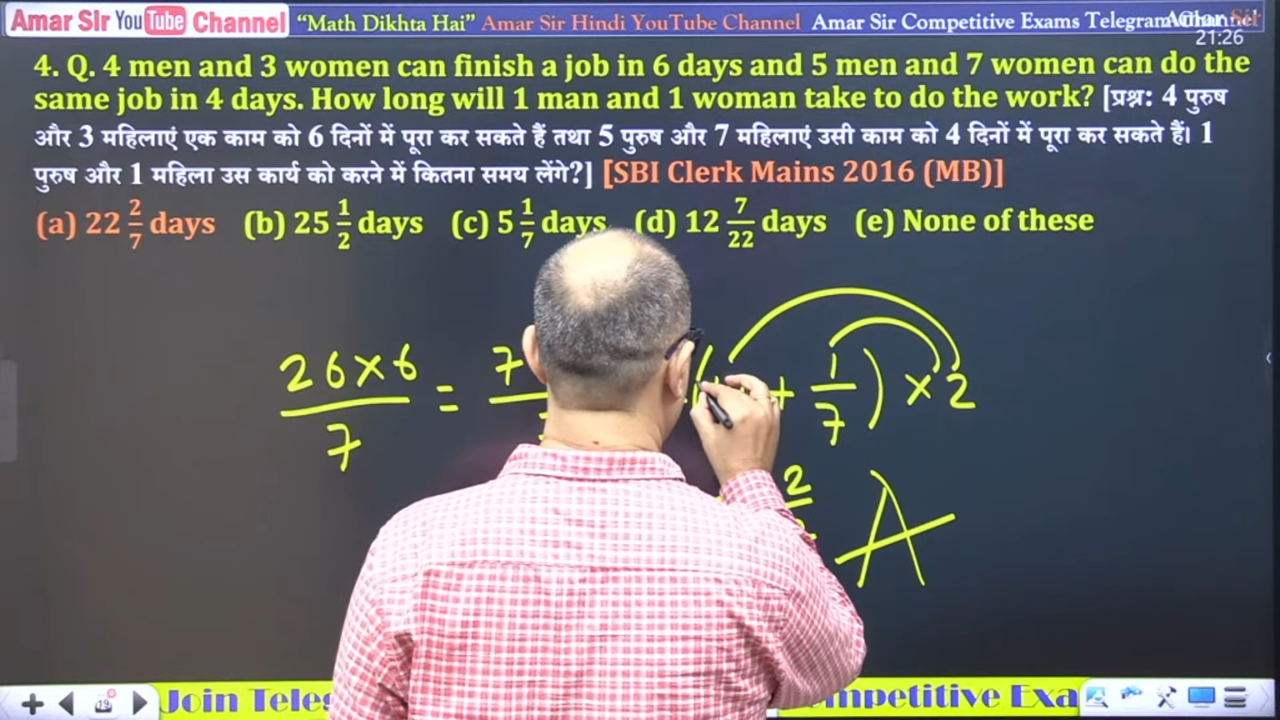 Amar SIr YouTube Channel "Math Dikhta Hai" Amar Sir Hindi YouTube Channel Amar Sir Competitive Exams Telegram
21:26
4. Q. 4 men and 3 women can finish a job in 6 days and 5 men and 7 women can do the
same job in 4 days. How long will 1 man and 1 woman take to do the work? [प्रश्न: 4 पुरुष
और 3 महिलाएं एक काम को 6 दिनों में पूरा कर सकते हैं तथा 5 पुरुष और 7 महिलाएं उसी काम को 4 दिनों में पूरा कर सकते हैं। 1
पुरुष और 1 महिला उस कार्य को करने में कितना समय लेंगे?] [SBI Clerk Mains 2016 (MB)]
(a) 22 2/7 days (b) 25 1/2 days (c) 5 1/7 days (d) 12 7/22 days (e) None of these
26×6/7 = 7 ( + 1/7) ×2
2 A
19
Join Exa